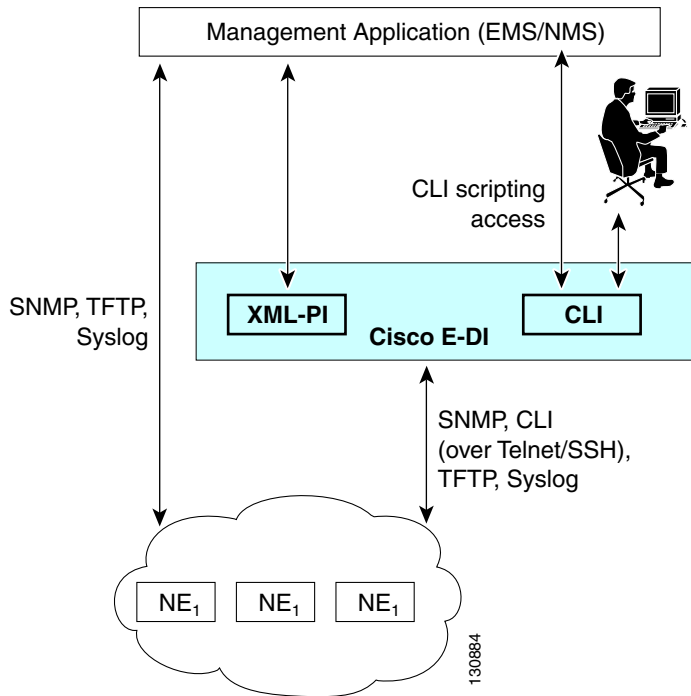 Management Application (EMS/NMS)
CLI scripting
access
SNMP, TFTP,
Syslog
XML-PI
CLI
Cisco E-DI
SNMP, CLI
(over Telnet/SSH),
TFTP, Syslog
NE₁
NE₁
NE₁
130884